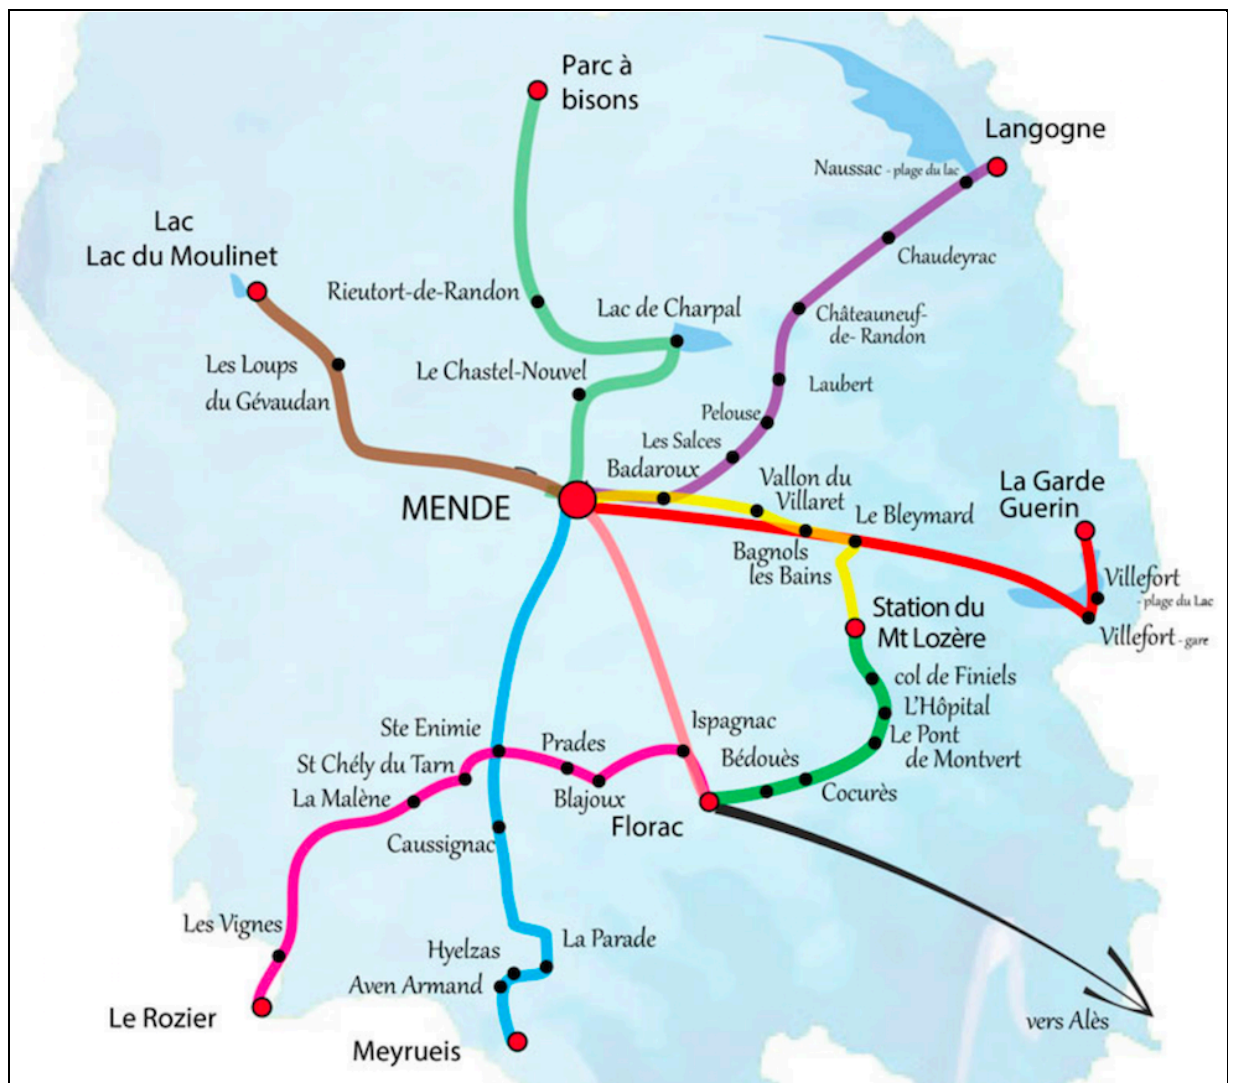 Parc à
bisons
Langogne
Naussac - plage du lac
Lac
Lac du Moulinet
Chaudeyrac
Rieutort-de-Randon
Lac de Charpal
Châteauneuf-
de- Randon
Les Loups
du Gévaudan
Le Chastel-Nouvel
Laubert
Pelouse
Les Salces
Badaroux
Vallon du
Villaret
La Garde
Guerin
MENDE
Le Bleymard
Bagnols
les Bains
Villefort
- plage du Lac
Villefort - gare
Station du
Mt Lozère
col de Finiels
L'Hôpital
Le Pont
de Montvert
Ste Enimie
Prades
Ispagnac
Bédouès
St Chély du Tarn
La Malène
Blajoux
Cocurès
Florac
Caussignac
Les Vignes
La Parade
Hyelzas
Aven Armand
Le Rozier
vers Alès
Meyrueis